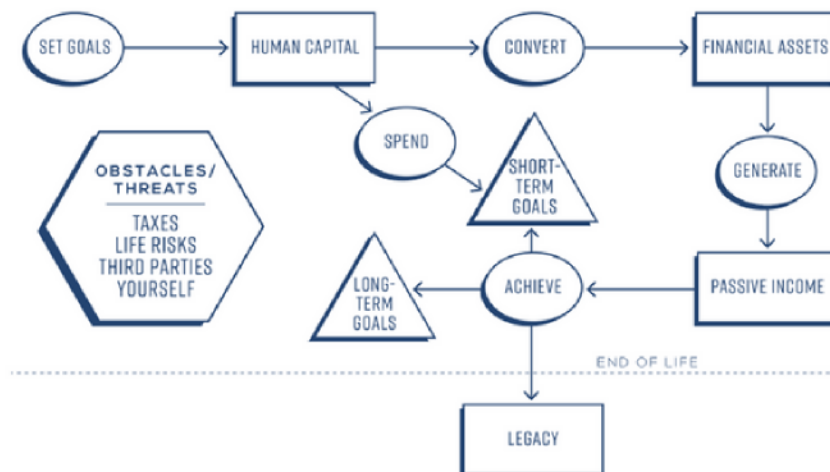 SET GOALS
HUMAN CAPITAL
CONVERT
FINANCIAL ASSETS
SPEND
OBSTACLES/
THREATS
TAXES
LIFE RISKS
THIRD PARTIES
YOURSELF
SHORT-
TERM
GOALS
GENERATE
LONG-
TERM
GOALS
ACHIEVE
PASSIVE INCOME
END OF LIFE
LEGACY